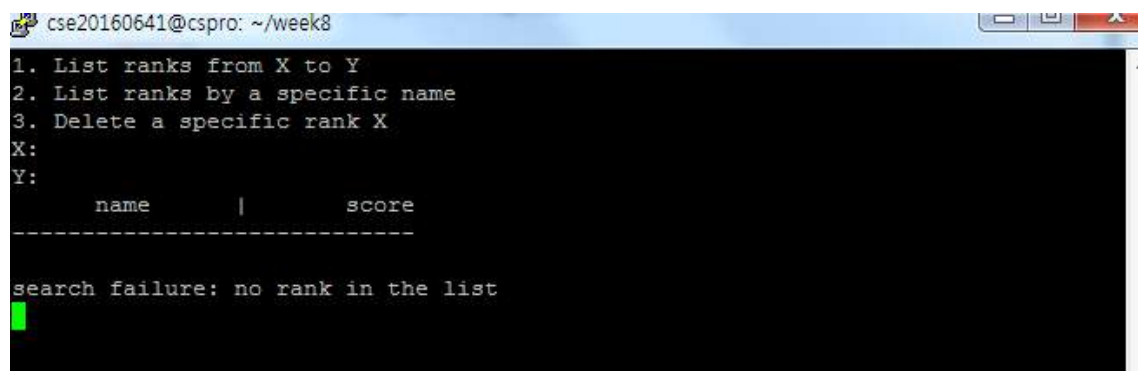 cse20160641@cspro: ~/week8
1. List ranks from X to Y
2. List ranks by a specific name
3. Delete a specific rank X
X:
Y:
name | score
------------------------------
search failure: no rank in the list